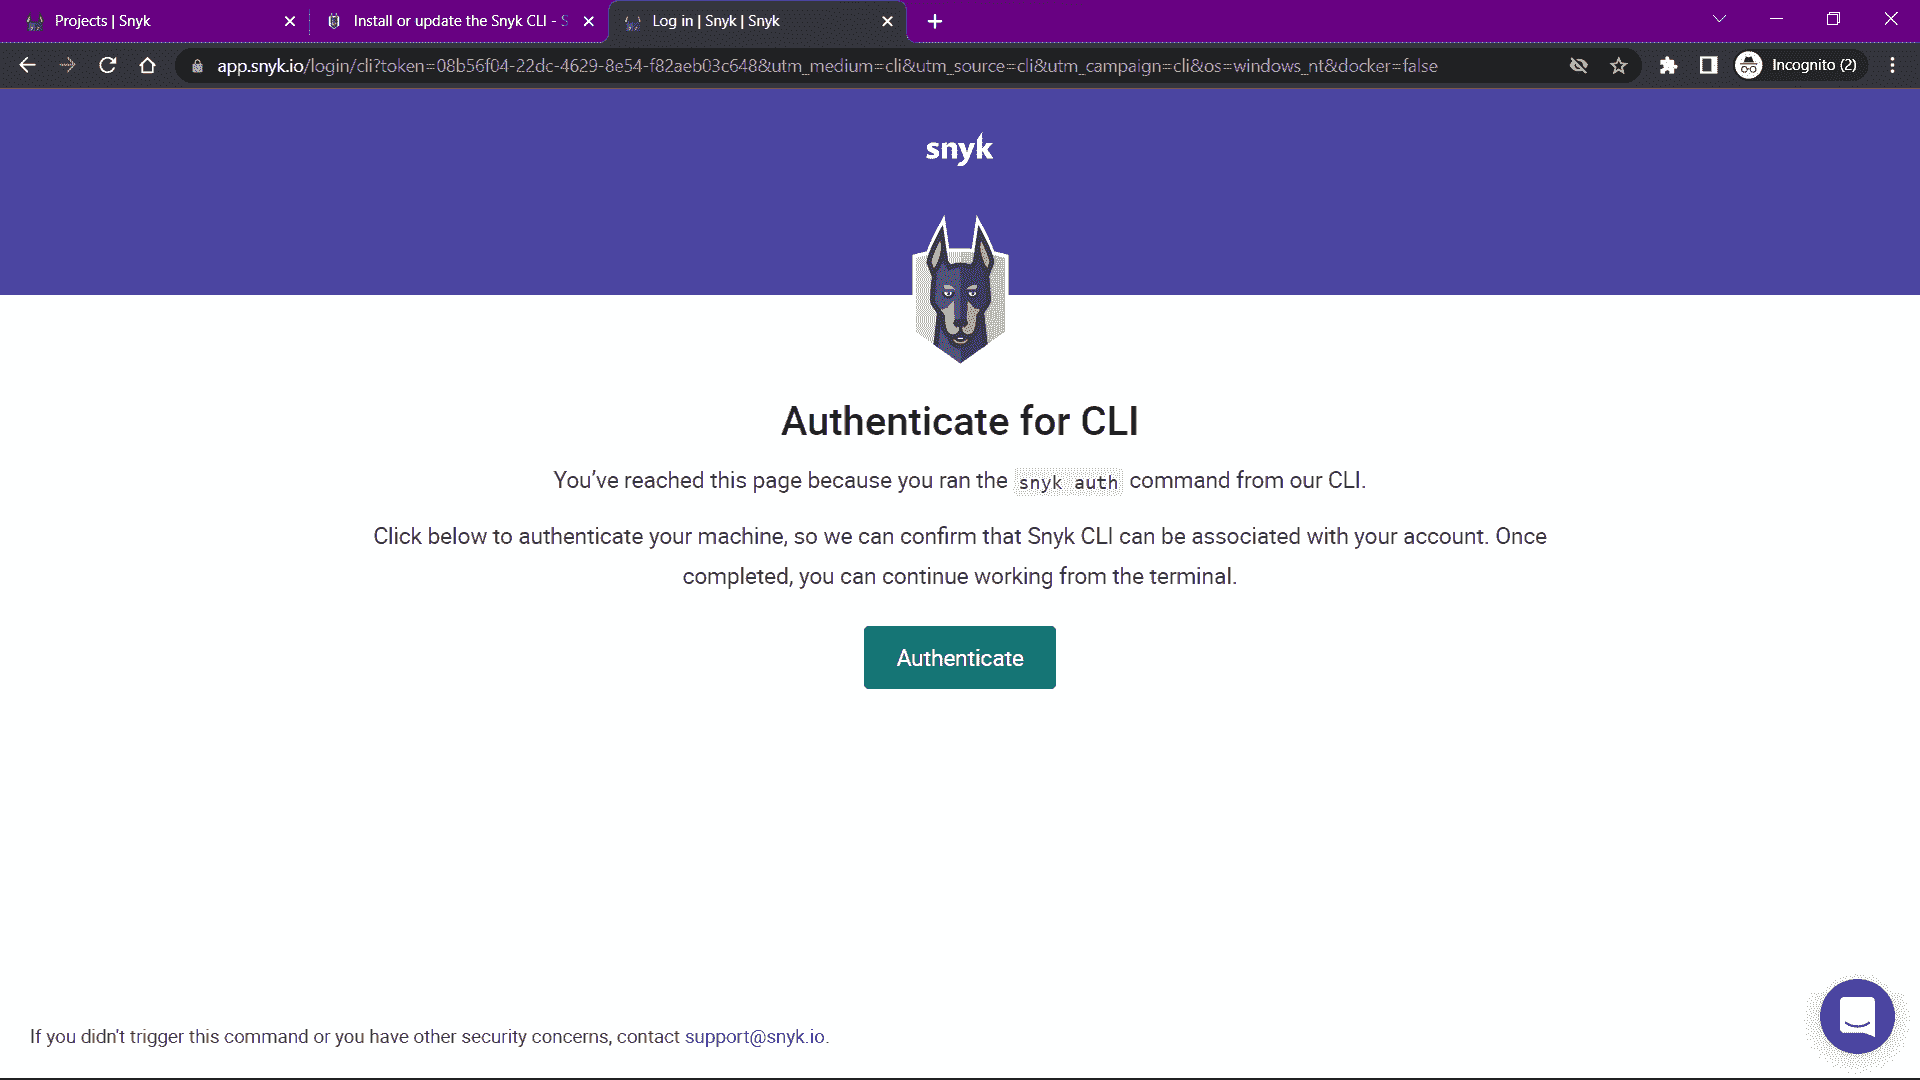 Projects | Snyk
Install or update the Snyk CLI - S
Log in | Snyk | Snyk
app.snyk.io/login/cli?token=08b56f04-22dc-4629-8e54-f82aeb03c648&utm_medium=cli&utm_source=cli&utm_campaign=cli&os=windows_nt&docker=false
Incognito (2)
snyk
Authenticate for CLI
You’ve reached this page because you ran the snyk auth command from our CLI.
Click below to authenticate your machine, so we can confirm that Snyk CLI can be associated with your account. Once
completed, you can continue working from the terminal.
Authenticate
If you didn't trigger this command or you have other security concerns, contact support@snyk.io.